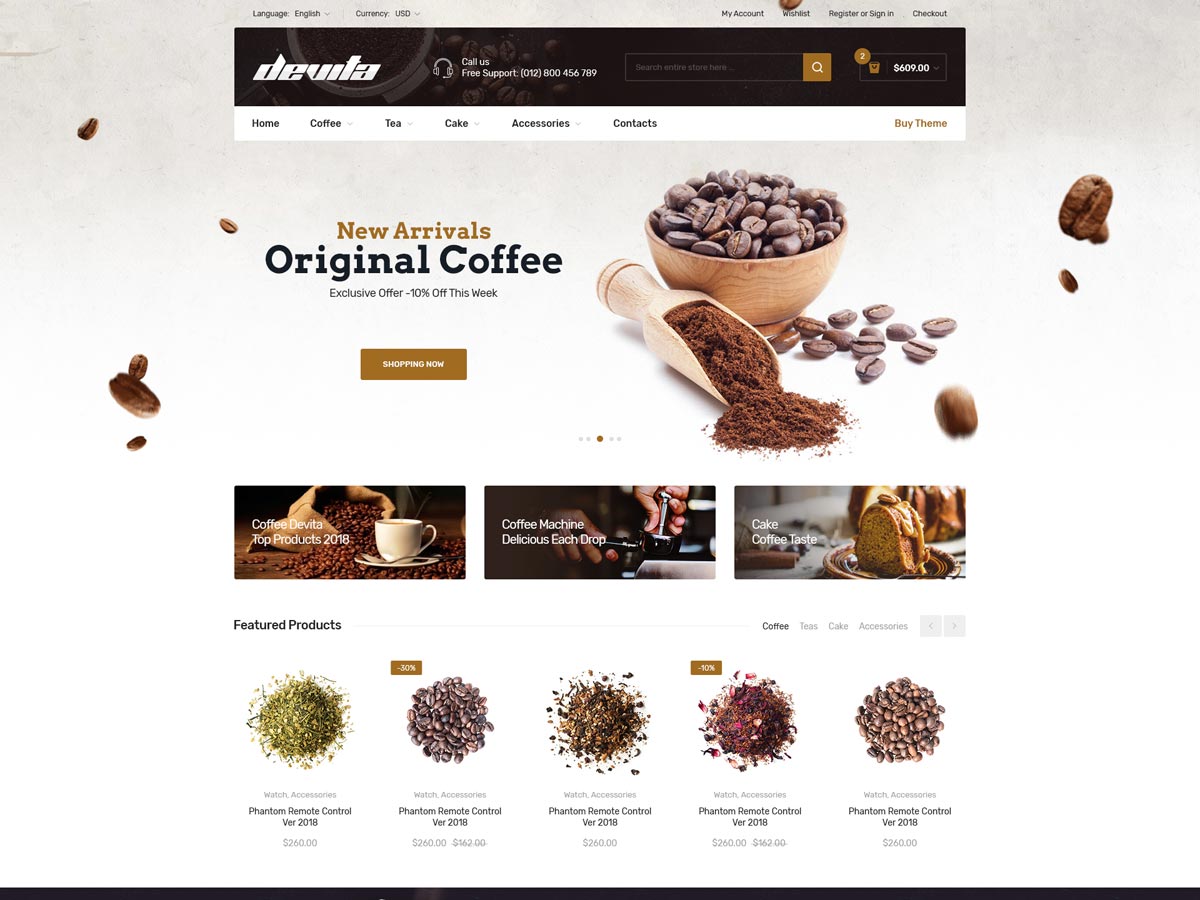 Language: English Currency: USD My Account Wishlist Register or Sign in Checkout
devita
Call us
Free Support: (012) 800 456 789
Search entire store here ...
2
$609.00
Home Coffee Tea Cake Accessories Contacts Buy Theme
New Arrivals
Original Coffee
Exclusive Offer -10% Off This Week
SHOPPING NOW
Coffee Devita
Top Products 2018
Coffee Machine
Delicious Each Drop
Cake
Coffee Taste
Featured Products Coffee Teas Cake Accessories
-30% -10%
Watch, Accessories Watch, Accessories Watch, Accessories Watch, Accessories Watch, Accessories
Phantom Remote Control Phantom Remote Control Phantom Remote Control Phantom Remote Control Phantom Remote Control
Ver 2018 Ver 2018 Ver 2018 Ver 2018 Ver 2018
$260.00 $260.00 $162.00 $260.00 $260.00 $162.00 $260.00